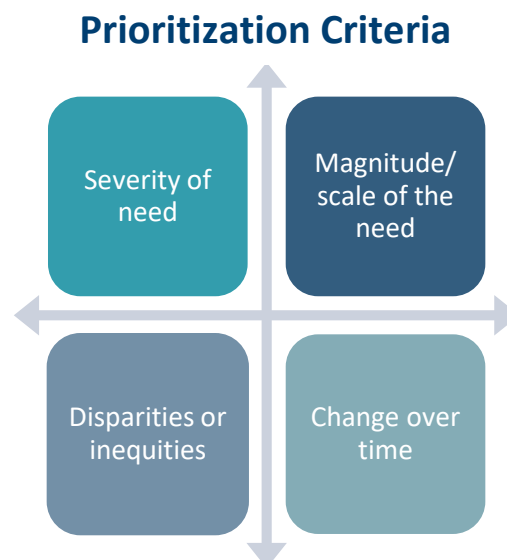 Prioritization Criteria
Severity of
need
Magnitude/
scale of the
need
Disparities or
inequities
Change over
time